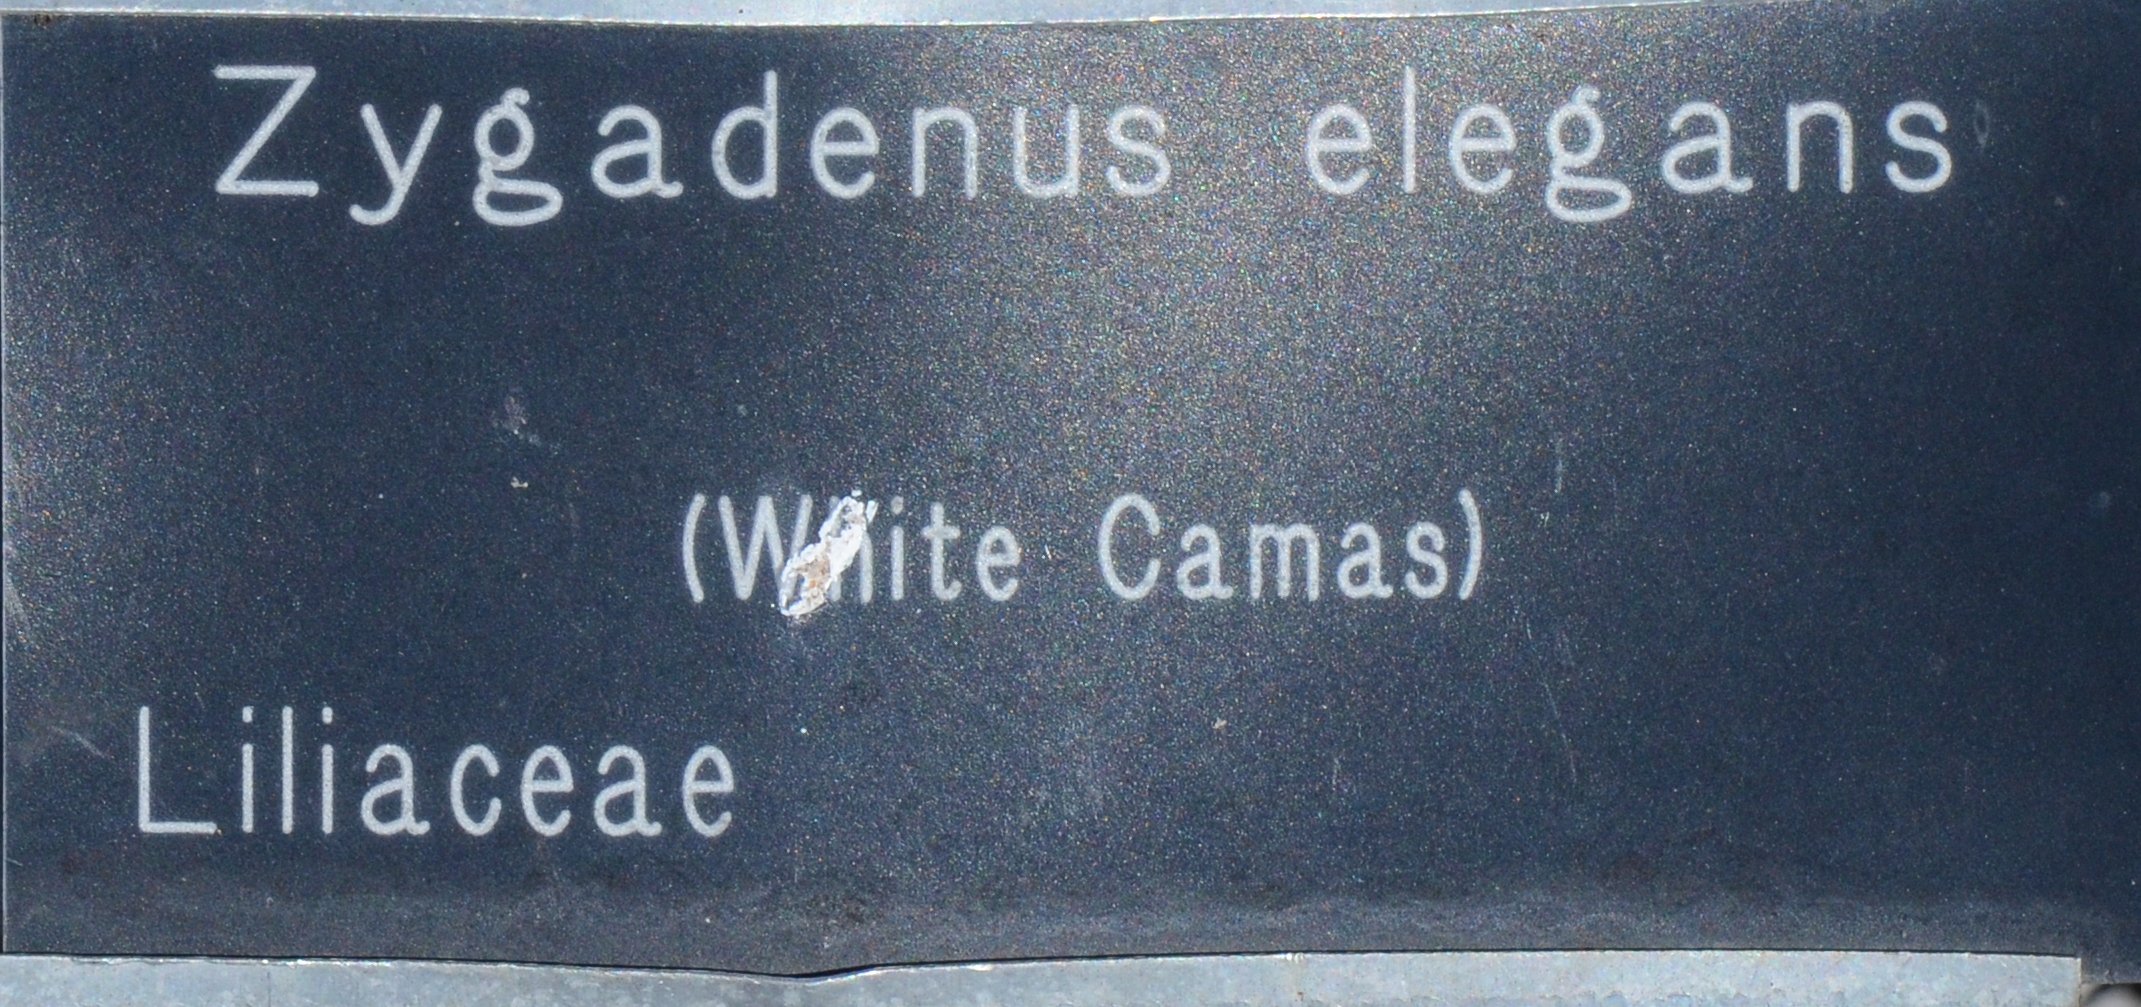 Zygadenus elegans
(White Camas)
Liliaceae